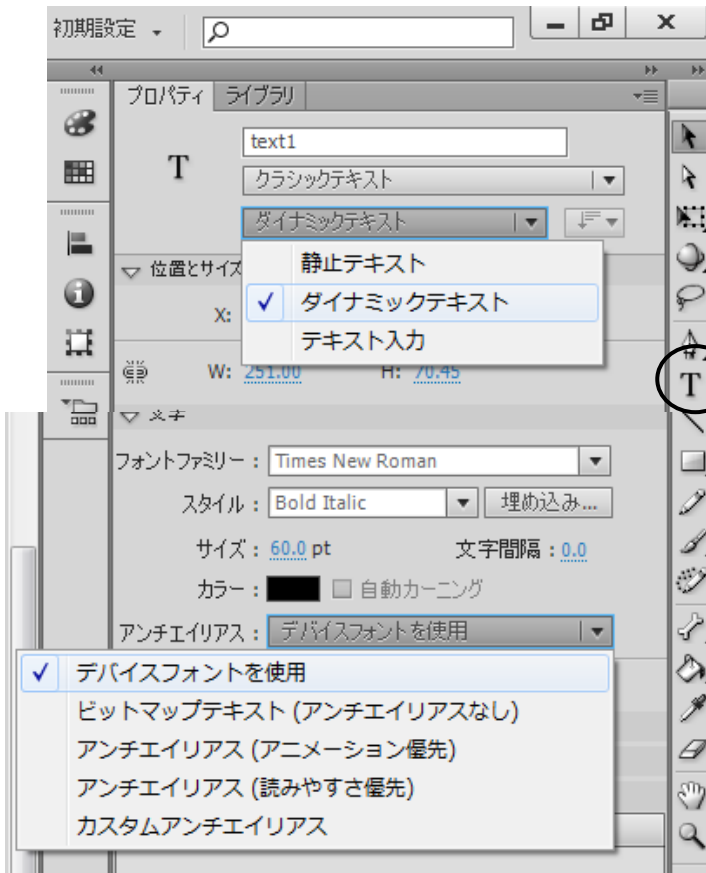 初期設定
プロパティ ライブラリ
T
text1
クラシックテキスト
ダイナミックテキスト
静止テキスト
✓ ダイナミックテキスト
テキスト入力
位置とサイズ
X:
W: 251.00 H: 70.45
T
文字
フォントファミリー : Times New Roman
スタイル : Bold Italic 埋め込み...
サイズ : 60.0 pt 文字間隔 : 0.0
カラー : 自動カーニング
アンチエイリアス : デバイスフォントを使用
✓ デバイスフォントを使用
ビットマップテキスト (アンチエイリアスなし)
アンチエイリアス (アニメーション優先)
アンチエイリアス (読みやすさ優先)
カスタムアンチエイリアス